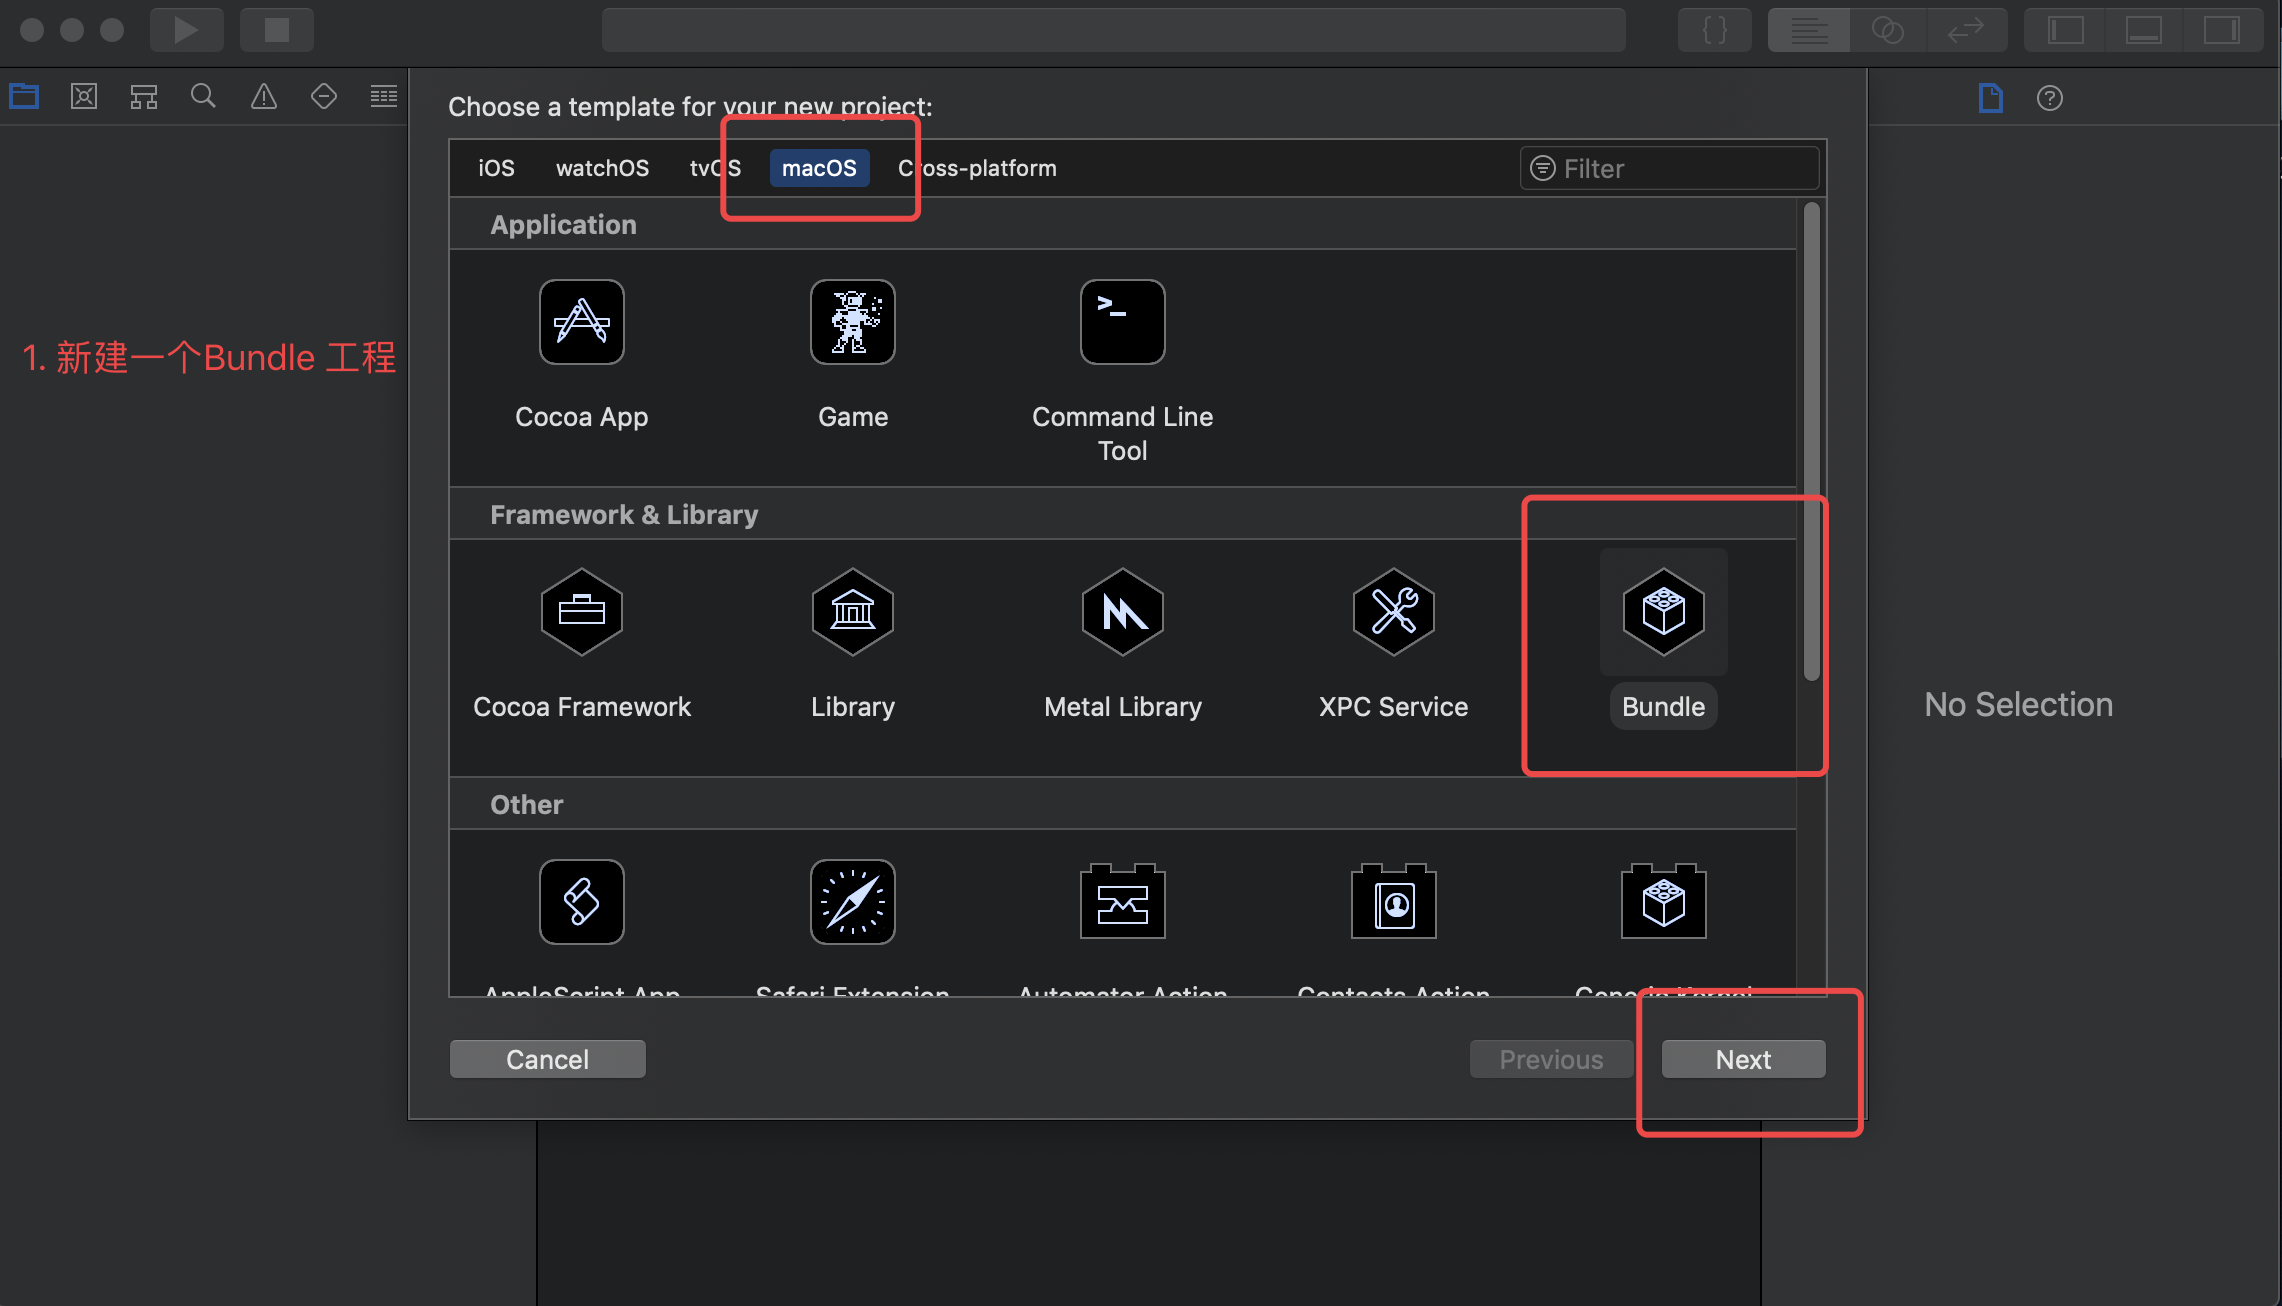 Choose a template for your new project:
iOS watchOS tvOS macOS Cross-platform Filter
Application
Cocoa App Game Command Line Tool
1. 新建一个Bundle 工程
Framework & Library
Cocoa Framework Library Metal Library XPC Service Bundle
No Selection
Other
AppleScript App Safari Extension Automator Action Contacts Action Generic Kernel
Cancel Previous Next